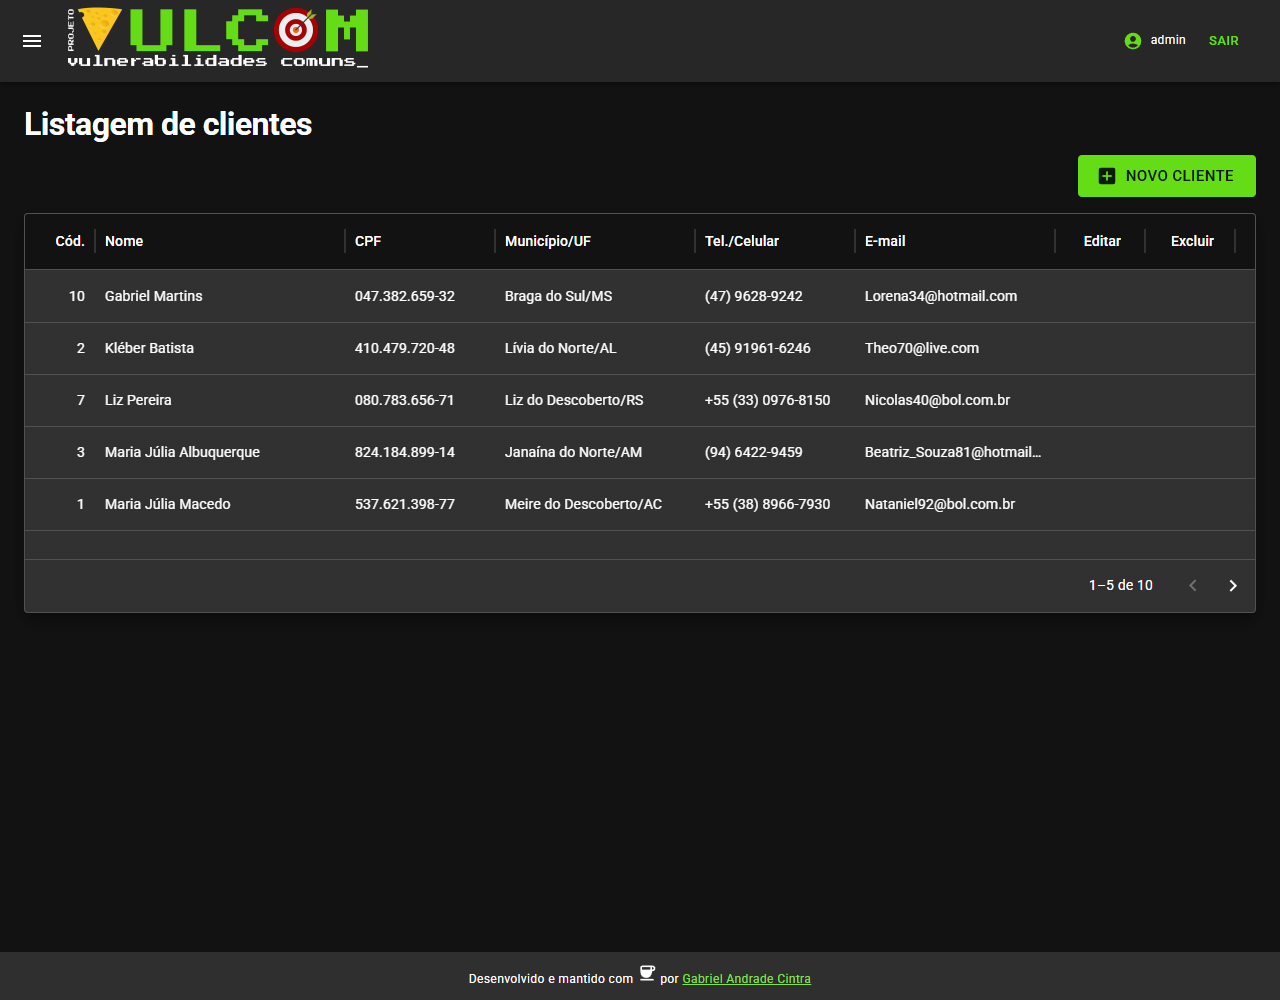 PROJETO
VULCOM
vulnerabilidades comuns_
admin SAIR
Listagem de clientes
NOVO CLIENTE
Cód. Nome CPF Município/UF Tel./Celular E-mail Editar Excluir
10 Gabriel Martins 047.382.659-32 Braga do Sul/MS (47) 9628-9242 Lorena34@hotmail.com
2 Kléber Batista 410.479.720-48 Lívia do Norte/AL (45) 91961-6246 Theo70@live.com
7 Liz Pereira 080.783.656-71 Liz do Descoberto/RS +55 (33) 0976-8150 Nicolas40@bol.com.br
3 Maria Júlia Albuquerque 824.184.899-14 Janaína do Norte/AM (94) 6422-9459 Beatriz_Souza81@hotmail...
1 Maria Júlia Macedo 537.621.398-77 Meire do Descoberto/AC +55 (38) 8966-7930 Nataniel92@bol.com.br
1–5 de 10
Desenvolvido e mantido com por Gabriel Andrade Cintra